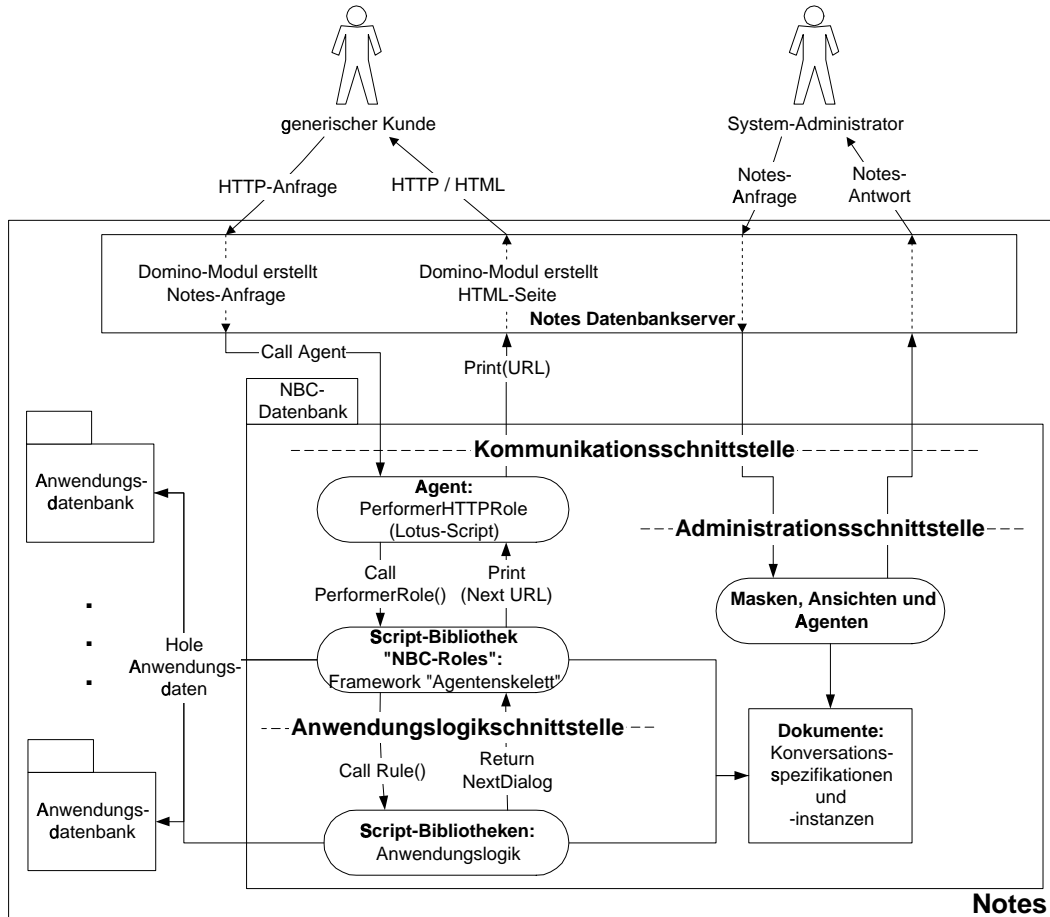 generischer Kunde
System-Administrator
HTTP-Anfrage
HTTP / HTML
Notes-
Anfrage
Notes-
Antwort
Domino-Modul erstellt
Notes-Anfrage
Domino-Modul erstellt
HTML-Seite
Notes Datenbankserver
Call Agent
Print(URL)
NBC-
Datenbank
Kommunikationsschnittstelle
Anwendungs-
datenbank
Agent:
PerformerHTTPRole
(Lotus-Script)
Administrationsschnittstelle
Call
PerformerRole()
Print
(Next URL)
Masken, Ansichten und
Agenten
Hole
Anwendungs-
daten
Script-Bibliothek
"NBC-Roles":
Framework "Agentenskelett"
Anwendungslogikschnittstelle
Dokumente:
Konversations-
spezifikationen
und
-instanzen
Call Rule()
Return
NextDialog
Anwendungs-
datenbank
Script-Bibliotheken:
Anwendungslogik
Notes